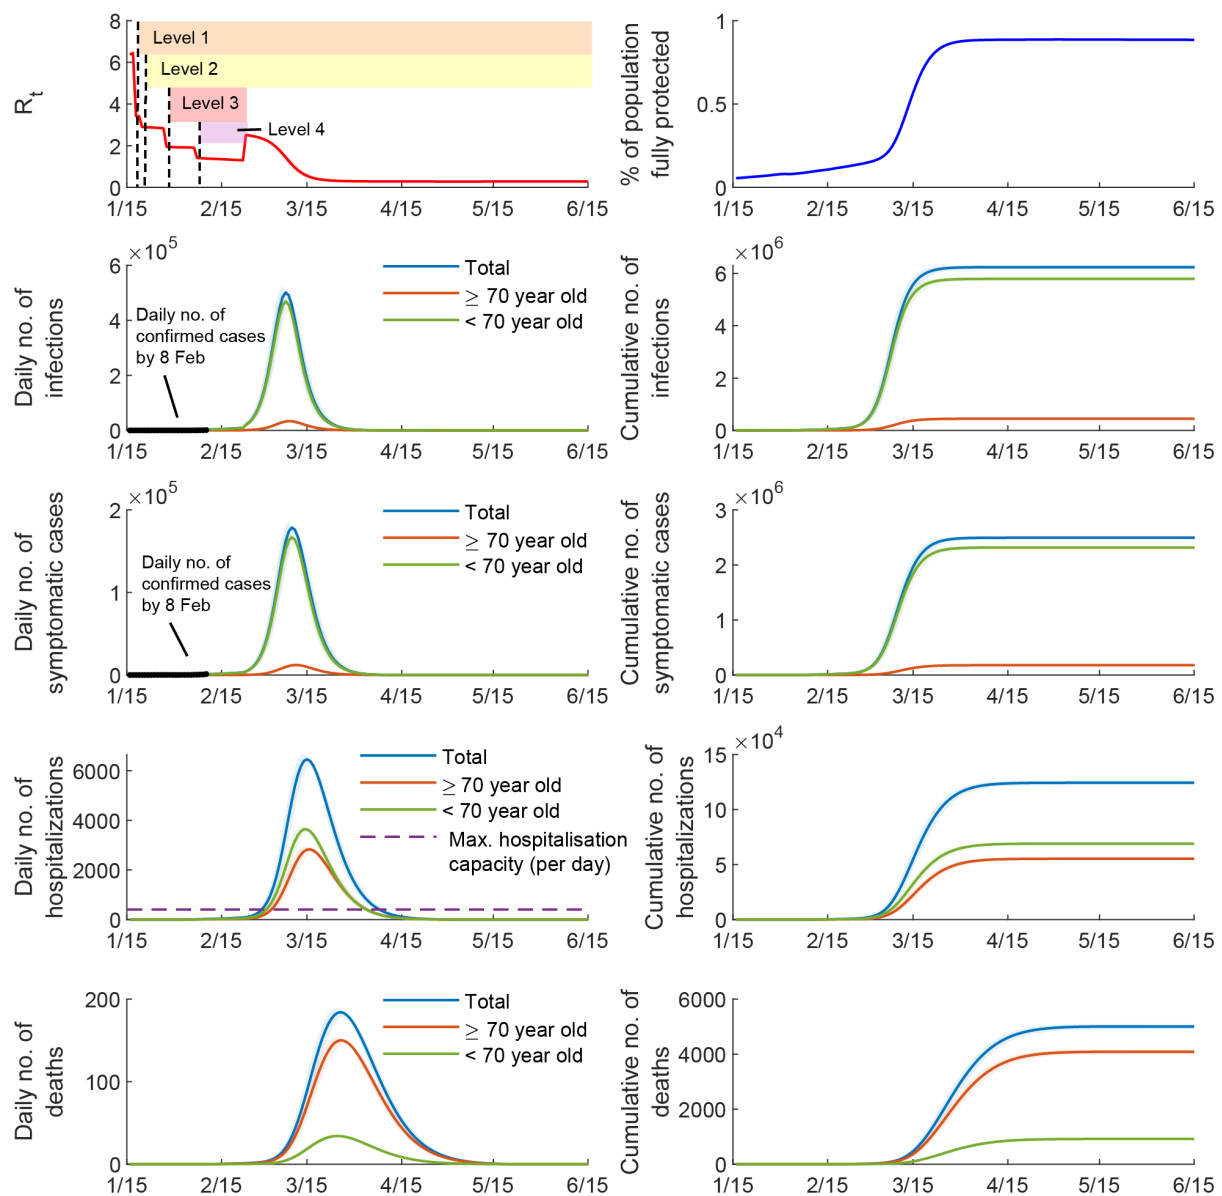 R_t
8
6
4
2
0
Level 1
Level 2
Level 3
Level 4
1/15
2/15
3/15
4/15
5/15
6/15
% of population
fully protected
1
0.5
0
1/15
2/15
3/15
4/15
5/15
6/15
Daily no. of
infections
×10^5
6
4
2
0
Daily no. of
confirmed cases
by 8 Feb
Total
≥ 70 year old
< 70 year old
1/15
2/15
3/15
4/15
5/15
6/15
Cumulative no. of
infections
×10^6
6
4
2
0
1/15
2/15
3/15
4/15
5/15
6/15
Daily no. of
symptomatic cases
×10^5
2
1
0
Daily no. of
confirmed cases
by 8 Feb
Total
≥ 70 year old
< 70 year old
1/15
2/15
3/15
4/15
5/15
6/15
Cumulative no. of
symptomatic cases
×10^6
3
2
1
0
1/15
2/15
3/15
4/15
5/15
6/15
Daily no. of
hospitalizations
6000
4000
2000
0
Total
≥ 70 year old
< 70 year old
Max. hospitalisation
capacity (per day)
1/15
2/15
3/15
4/15
5/15
6/15
Cumulative no. of
hospitalizations
×10^4
15
10
5
0
1/15
2/15
3/15
4/15
5/15
6/15
Daily no. of
deaths
200
100
0
Total
≥ 70 year old
< 70 year old
1/15
2/15
3/15
4/15
5/15
6/15
Cumulative no. of
deaths
6000
4000
2000
0
1/15
2/15
3/15
4/15
5/15
6/15